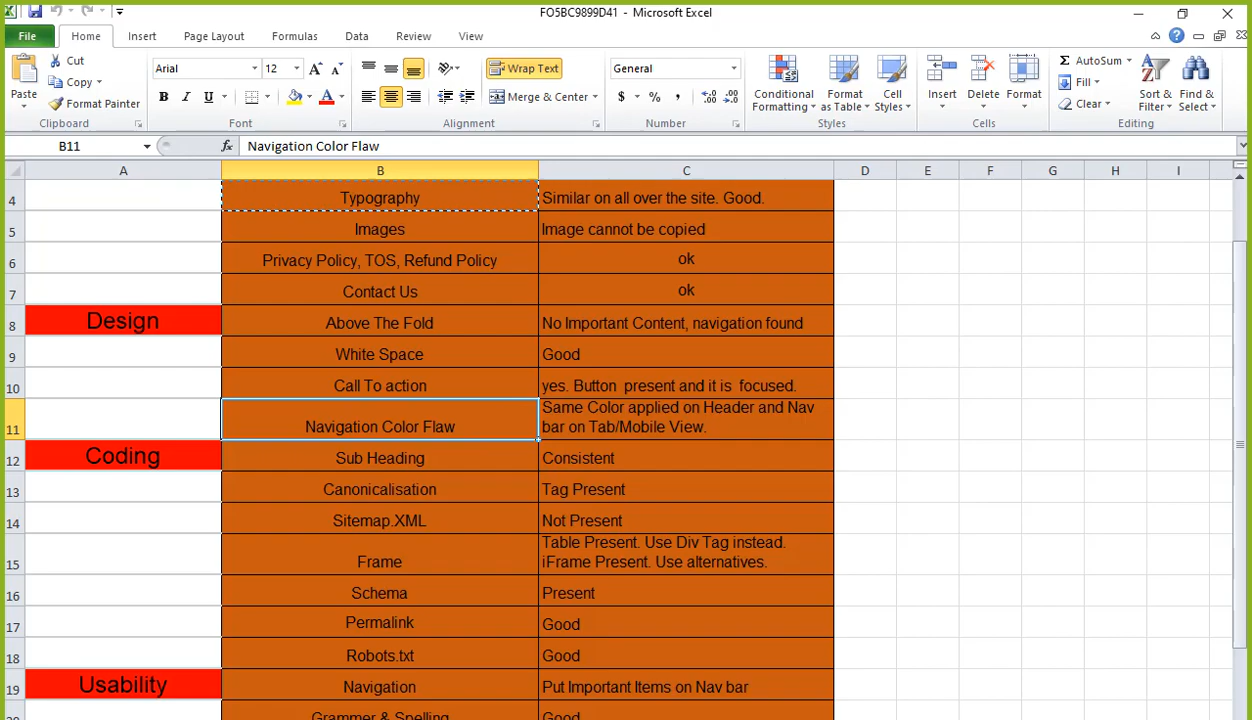 FO5BC9899D41 - Microsoft Excel
File Home Insert Page Layout Formulas Data Review View
Paste
Cut
Copy
Format Painter
Clipboard
Arial 12
B I U A
Font
Wrap Text
Merge & Center
Alignment
General
$ % ,
Number
Conditional Formatting
Format as Table
Cell Styles
Styles
Insert Delete Format
Cells
Σ AutoSum
Fill
Clear
Sort & Filter
Find & Select
Editing
B11 fx Navigation Color Flaw
A B C D E F G H I
4 Typography Similar on all over the site. Good.
5 Images Image cannot be copied
6 Privacy Policy, TOS, Refund Policy ok
7 Contact Us ok
8 Design Above The Fold No Important Content, navigation found
9 White Space Good
10 Call To action yes. Button present and it is focused.
11 Navigation Color Flaw Same Color applied on Header and Nav
bar on Tab/Mobile View.
12 Coding Sub Heading Consistent
13 Canonicalisation Tag Present
14 Sitemap.XML Not Present
15 Frame Table Present. Use Div Tag instead.
iFrame Present. Use alternatives.
16 Schema Present
17 Permalink Good
18 Robots.txt Good
19 Usability Navigation Put Important Items on Nav bar
20 Grammer & Spelling Good